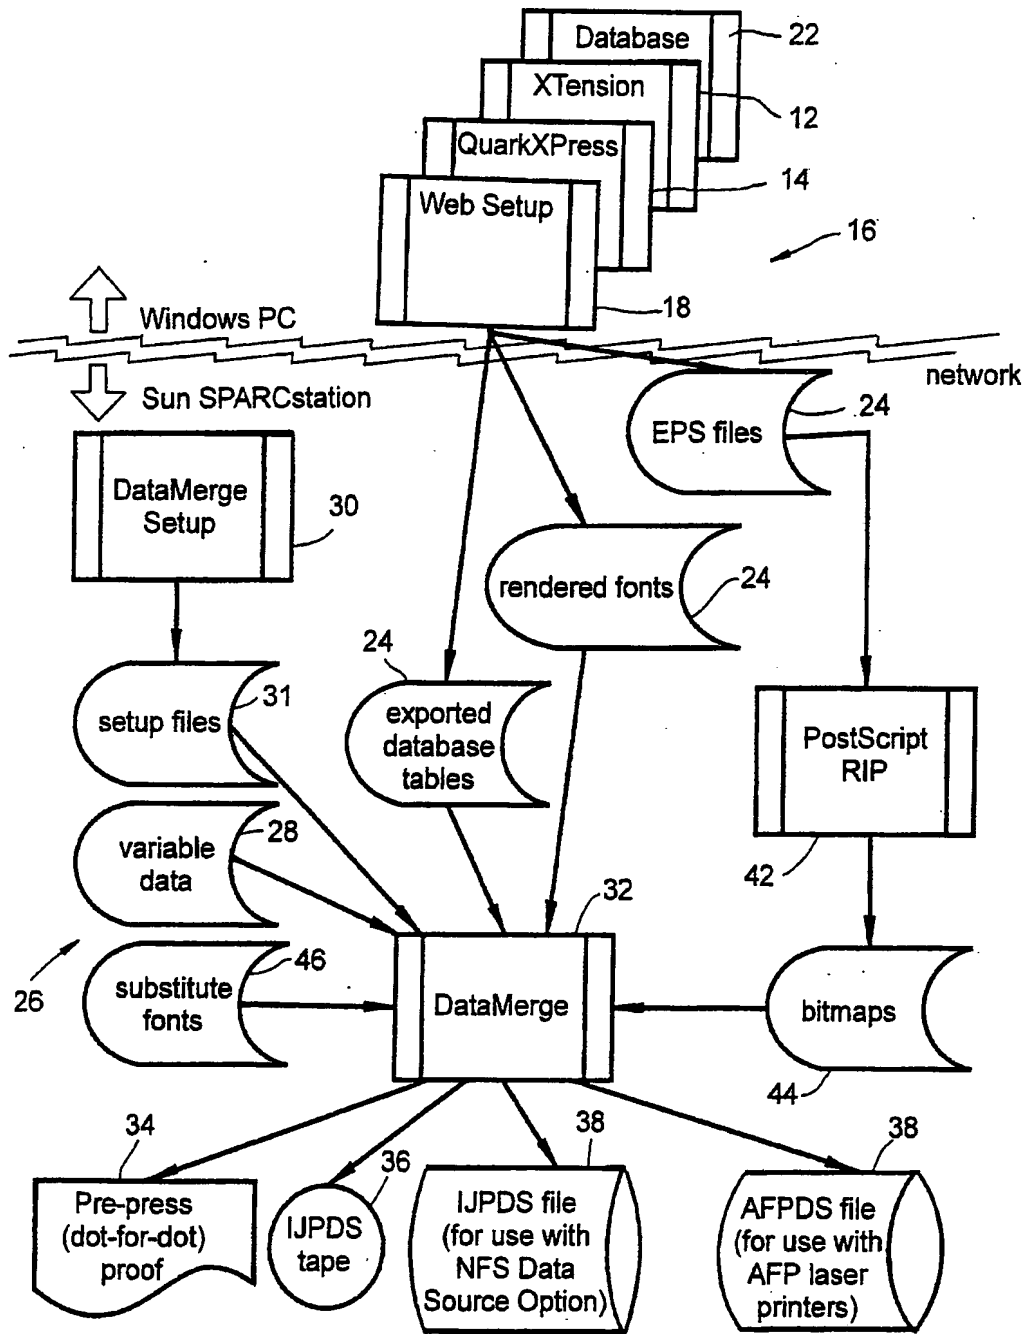 Database
22
XTension
12
QuarkXPress
14
Web Setup
16
18
Windows PC
network
Sun SPARCstation
24
EPS files
DataMerge
Setup
30
rendered fonts
24
24
setup files
31
exported
database
tables
PostScript
RIP
variable
data
28
42
32
substitute
fonts
46
26
DataMerge
bitmaps
44
34
36
38
38
Pre-press
(dot-for-dot)
proof
IJPDS
tape
IJPDS file
(for use with
NFS Data
Source Option)
AFPDS file
(for use with
AFP laser
printers)